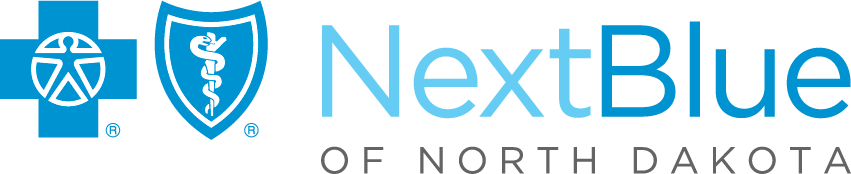 ® ® NextBlue
OF NORTH DAKOTA